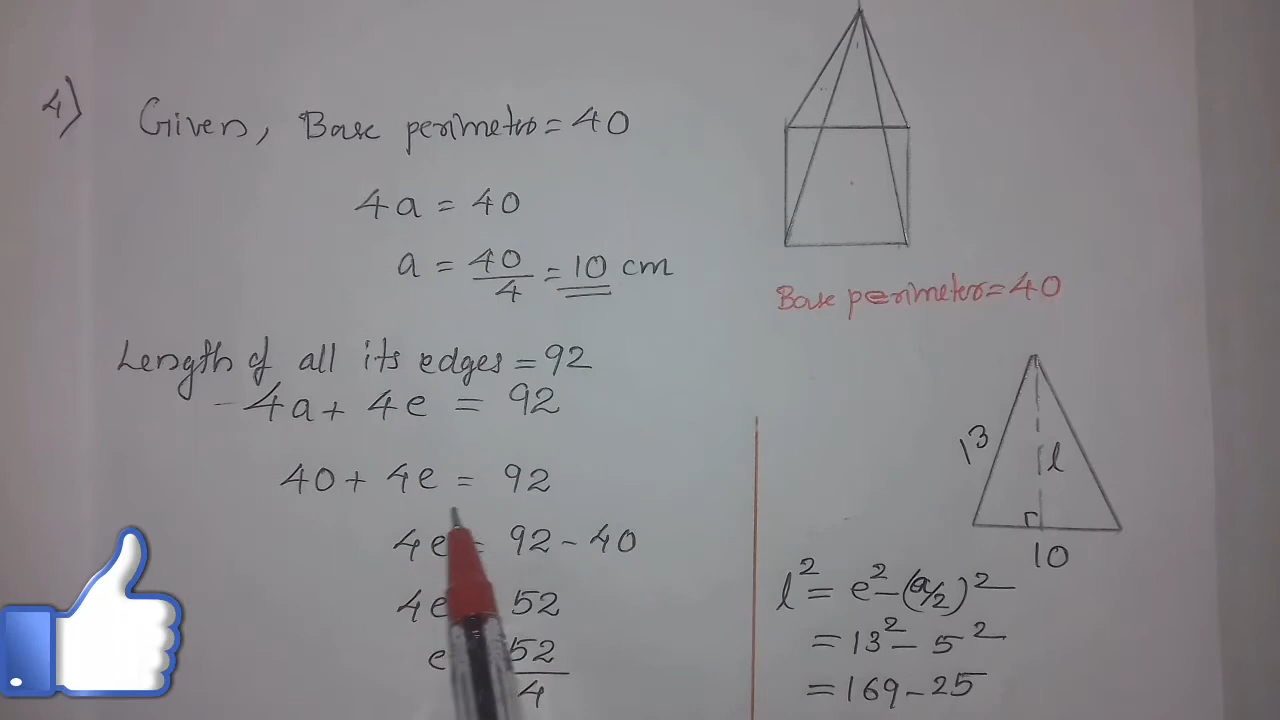 4) Given, Base perimeter = 40
4a = 40
a = 40/4 = 10 cm
Length of all its edges = 92
4a + 4e = 92
40 + 4e = 92
4e = 92 - 40
4e 52
e 52/4
Base perimeter = 40
13
l
10
l² = e² - (a/2)²
= 13² - 5²
= 169 - 25